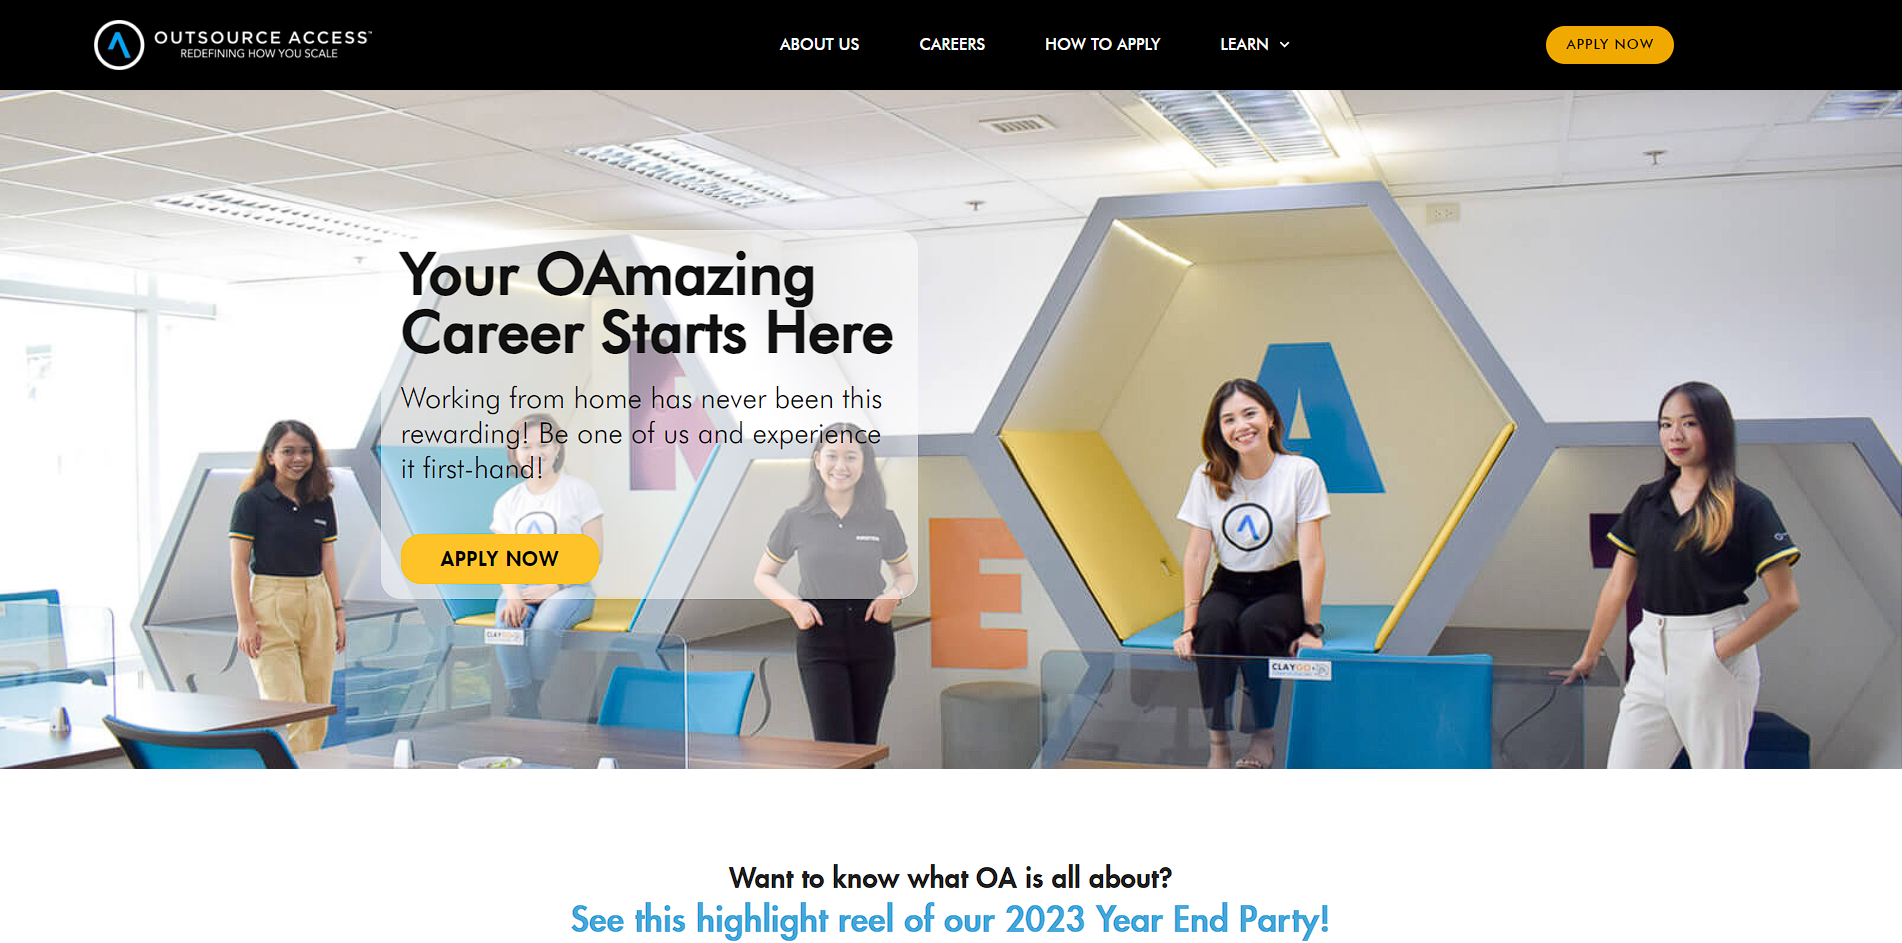 OUTSOURCE ACCESS™
REDEFINING HOW YOU SCALE
ABOUT US
CAREERS
HOW TO APPLY
LEARN
APPLY NOW
Your OAmazing
Career Starts Here
Working from home has never been this
rewarding! Be one of us and experience
it first-hand!
APPLY NOW
M
A
E
CLAYGO
CLAYGO
Want to know what OA is all about?
See this highlight reel of our 2023 Year End Party!